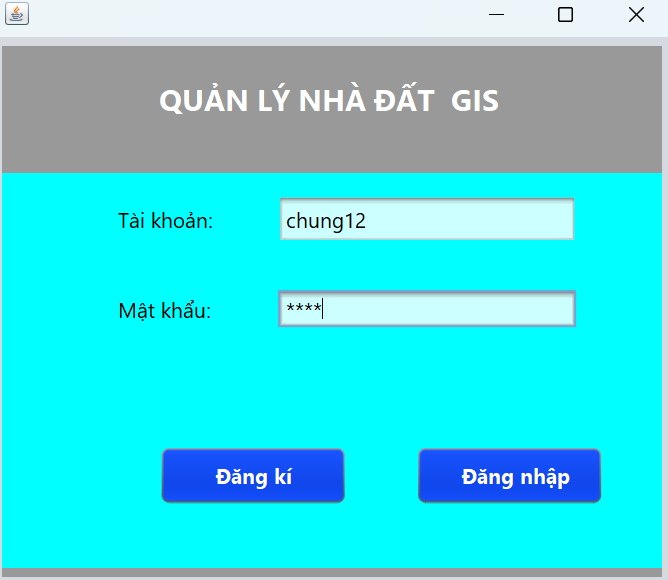 QUẢN LÝ NHÀ ĐẤT  GIS
Tài khoản: chung12
Mật khẩu: ****
Đăng kí Đăng nhập